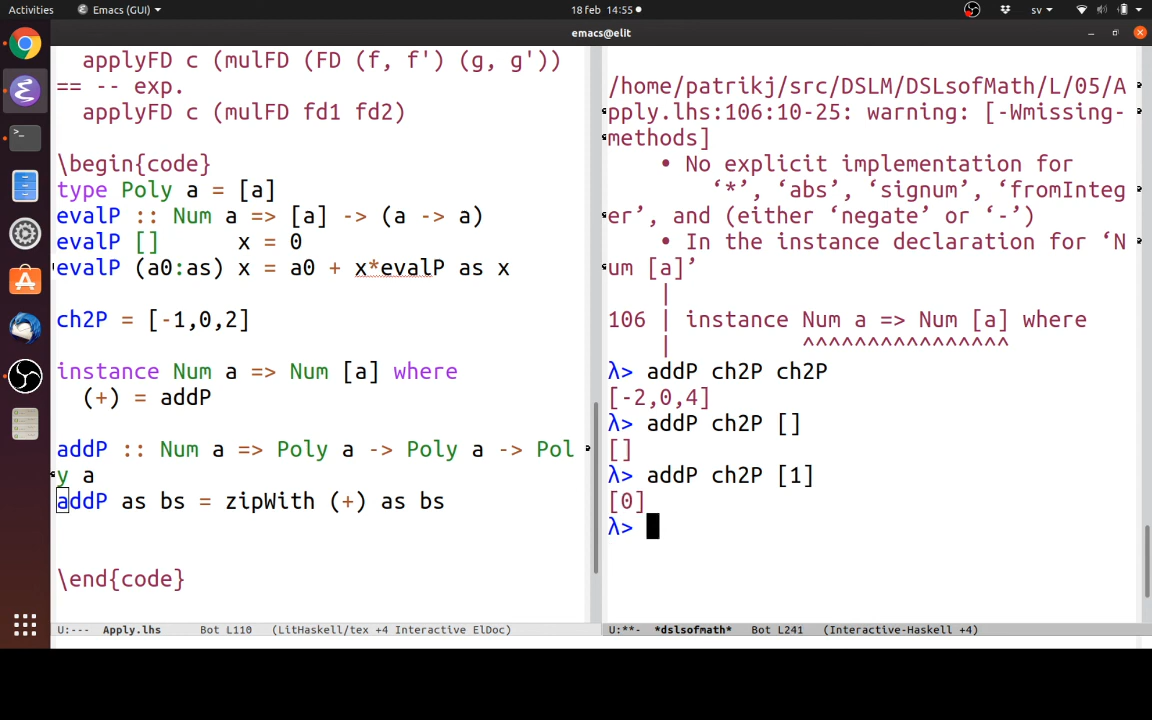 Activities
Emacs (GUI)
18 feb 14:55
sv
emacs@elit
applyFD c (mulFD (FD (f, f') (g, g'))
== -- exp.
applyFD c (mulFD fd1 fd2)
\begin{code}
type Poly a = [a]
evalP :: Num a => [a] -> (a -> a)
evalP [] x = 0
evalP (a0:as) x = a0 + x*evalP as x
ch2P = [-1,0,2]
instance Num a => Num [a] where
(+) = addP
addP :: Num a => Poly a -> Poly a -> Pol
y a
addP as bs = zipWith (+) as bs
\end{code}
U:--- Apply.lhs Bot L110 (LitHaskell/tex +4 Interactive ElDoc)
/home/patrikj/src/DSLM/DSLsofMath/L/05/A
pply.lhs:106:10-25: warning: [-Wmissing-
methods]
• No explicit implementation for
‘*’, ‘abs’, ‘signum’, ‘fromInteg
er’, and (either ‘negate’ or ‘-’)
• In the instance declaration for ‘N
um [a]’
|
106 | instance Num a => Num [a] where
| ^^^^^^^^^^^^^^^^
λ> addP ch2P ch2P
[-2,0,4]
λ> addP ch2P []
[]
λ> addP ch2P [1]
[0]
λ>
U:**- *dslsofmath* Bot L241 (Interactive-Haskell +4)